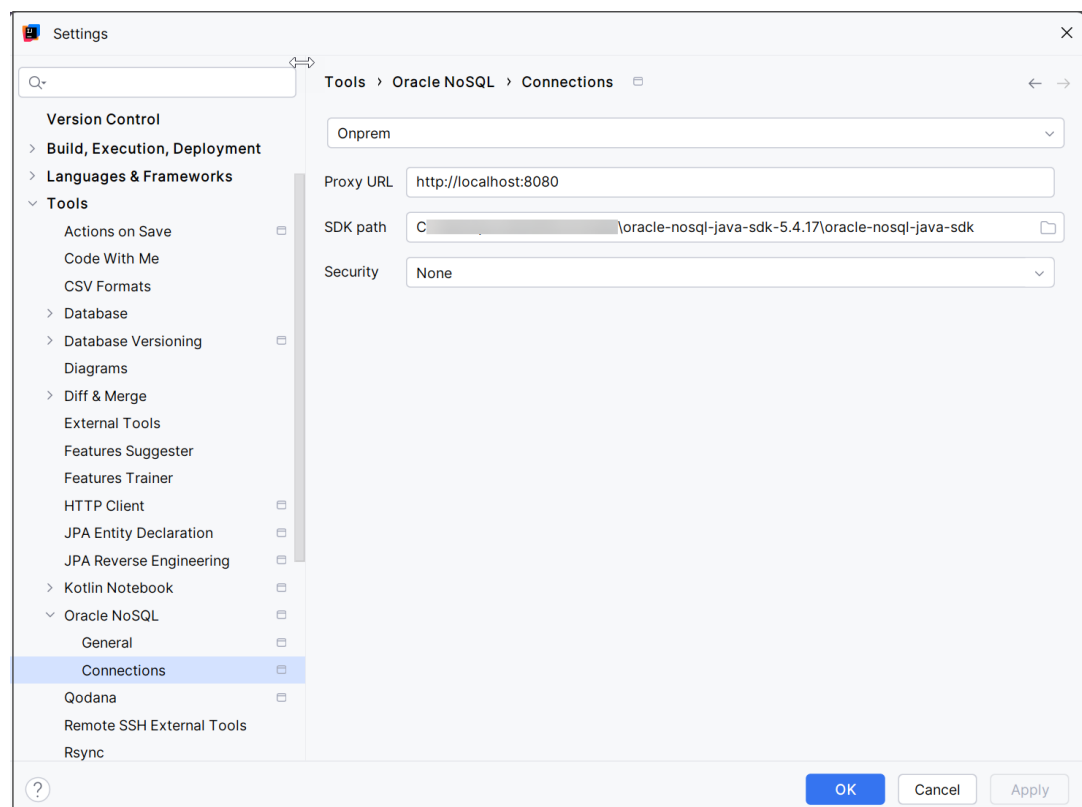 Settings
Tools › Oracle NoSQL › Connections
Version Control
Build, Execution, Deployment
Languages & Frameworks
Tools
Actions on Save
Code With Me
CSV Formats
Database
Database Versioning
Diagrams
Diff & Merge
External Tools
Features Suggester
Features Trainer
HTTP Client
JPA Entity Declaration
JPA Reverse Engineering
Kotlin Notebook
Oracle NoSQL
General
Connections
Qodana
Remote SSH External Tools
Rsync
Onprem
Proxy URL http://localhost:8080
SDK path C \oracle-nosql-java-sdk-5.4.17\oracle-nosql-java-sdk
Security None
? OK Cancel Apply